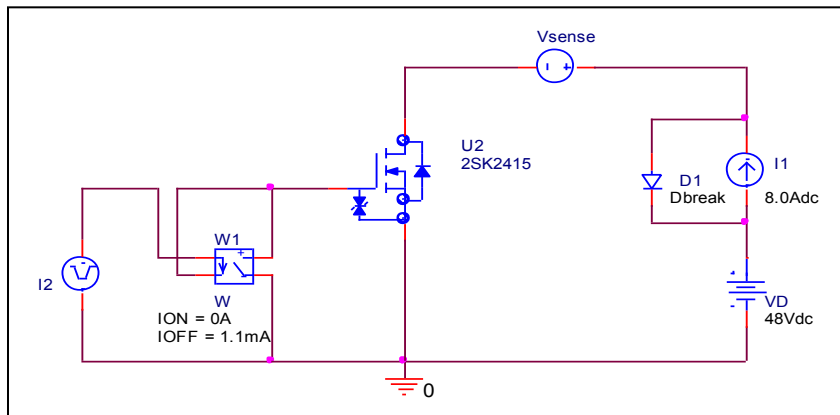 Vsense
U2
2SK2415
D1
Dbreak
I1
8.0Adc
W1
I2
W
ION = 0A
IOFF = 1.1mA
VD
48Vdc
0